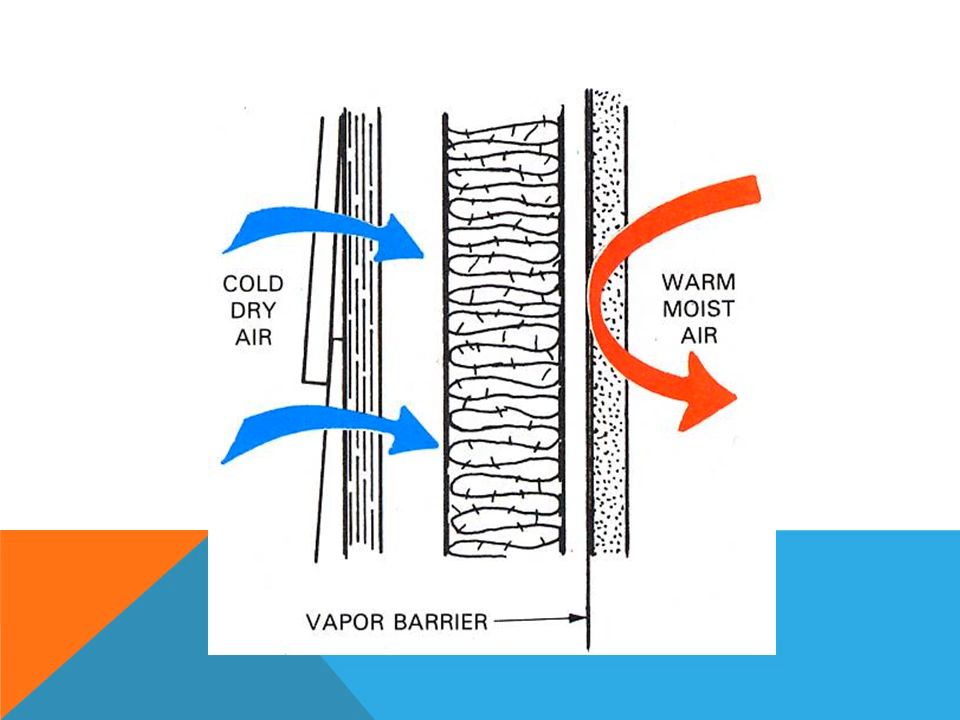 COLD
DRY
AIR
WARM
MOIST
AIR
VAPOR BARRIER